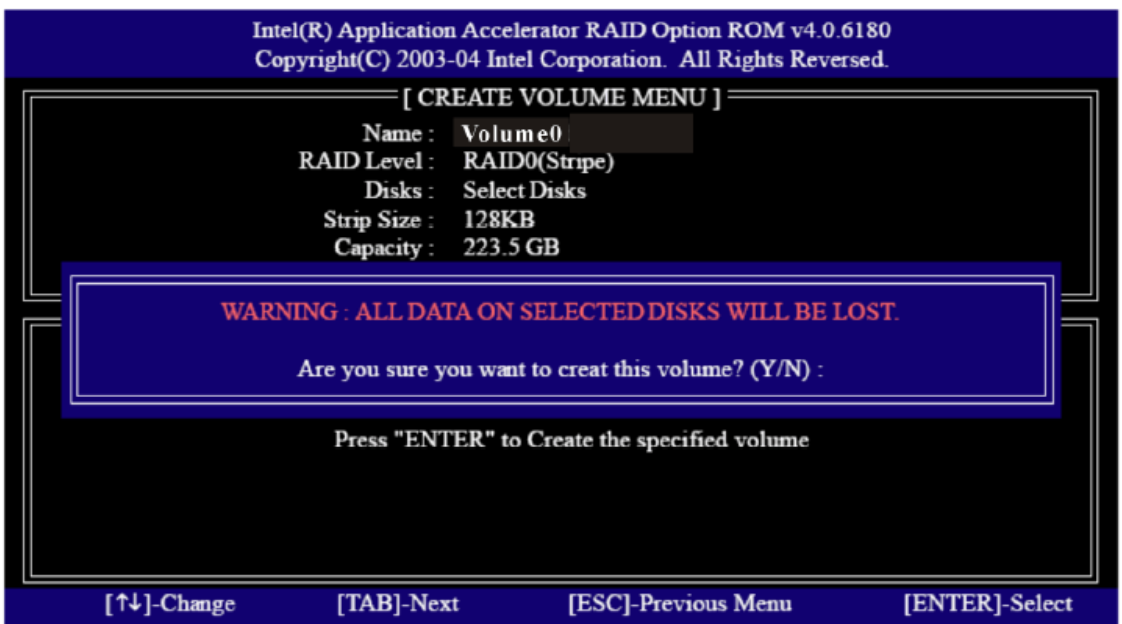 Intel(R) Application Accelerator RAID Option ROM v4.0.6180
Copyright(C) 2003-04 Intel Corporation. All Rights Reversed.
[ CREATE VOLUME MENU ]
Name : Volume0
RAID Level : RAID0(Stripe)
Disks : Select Disks
Strip Size : 128KB
Capacity : 223.5 GB
WARNING : ALL DATA ON SELECTED DISKS WILL BE LOST.
Are you sure you want to creat this volume? (Y/N) :
Press "ENTER" to Create the specified volume
[↑↓]-Change [TAB]-Next [ESC]-Previous Menu [ENTER]-Select